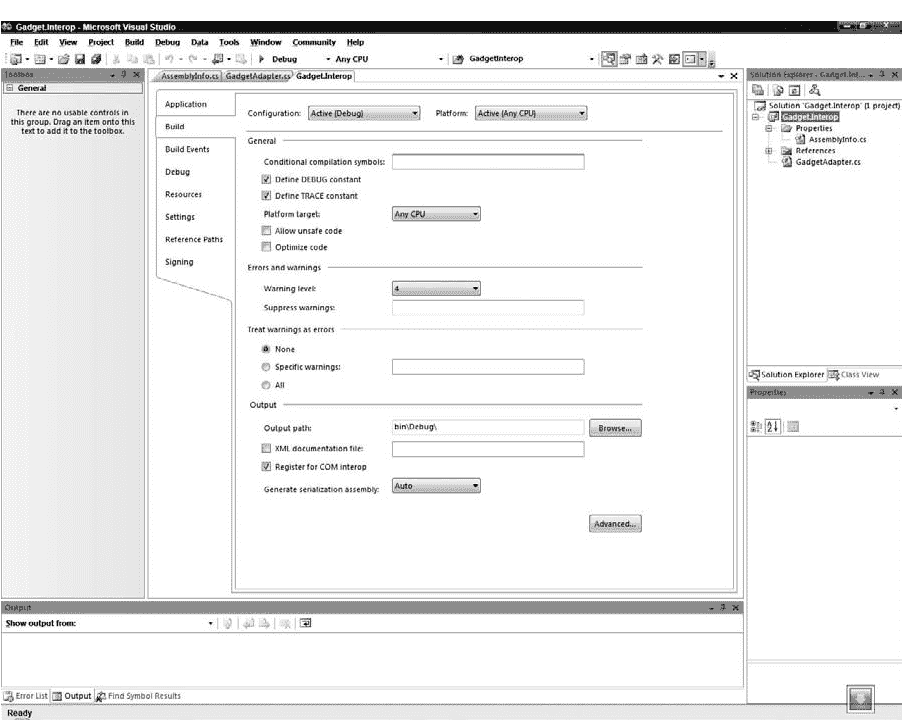 Gadget.Interop - Microsoft Visual Studio
File Edit View Project Build Debug Data Tools Window Community Help
Debug Any CPU GadgetInterop
Toolbox
General
There are no usable controls in
this group. Drag an item onto this
text to add it to the toolbox.
AssemblyInfo.cs GadgetAdapter.cs Gadget.Interop
Application
Build
Build Events
Debug
Resources
Settings
Reference Paths
Signing
Configuration: Active (Debug) Platform: Active (Any CPU)
General
Conditional compilation symbols:
Define DEBUG constant
Define TRACE constant
Platform target: Any CPU
Allow unsafe code
Optimize code
Errors and warnings
Warning level: 4
Suppress warnings:
Treat warnings as errors
None
Specific warnings:
All
Output
Output path: bin\Debug\ Browse...
XML documentation file:
Register for COM interop
Generate serialization assembly: Auto
Advanced...
Solution Explorer - Gadget.Int...
Solution 'Gadget.Interop' (1 project)
Gadget.Interop
Properties
AssemblyInfo.cs
References
GadgetAdapter.cs
Solution Explorer Class View
Properties
Output
Show output from:
Error List Output Find Symbol Results
Ready